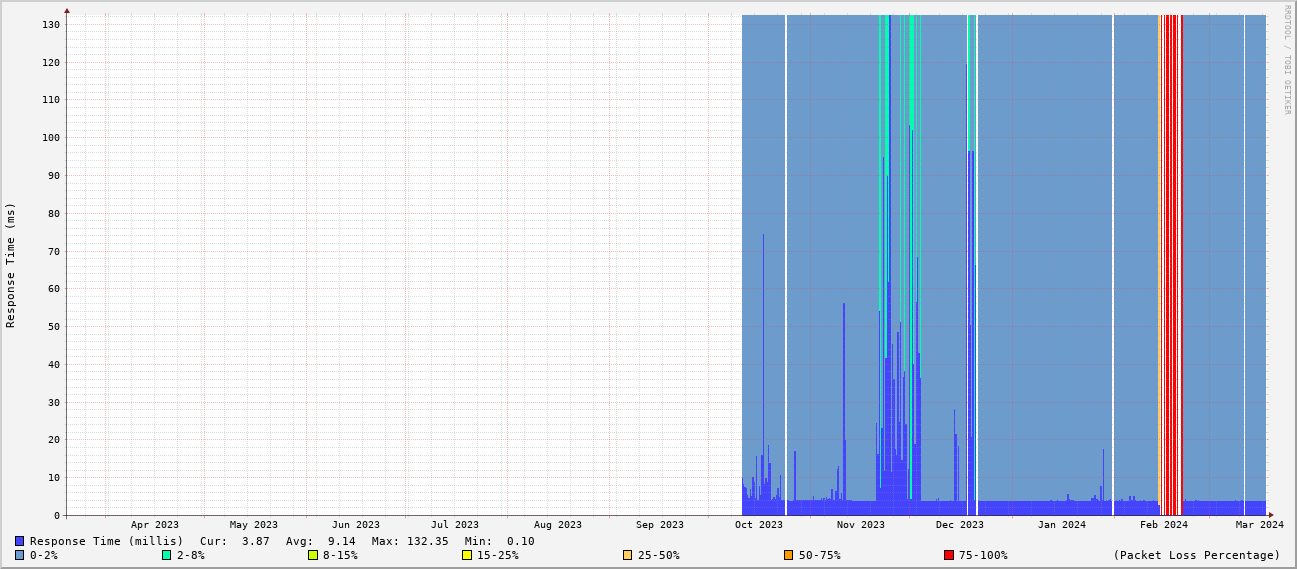 RRDTOOL / TOBI OETIKER
Response Time (ms)
130
120
110
100
90
80
70
60
50
40
30
20
10
0
Apr 2023 May 2023 Jun 2023 Jul 2023 Aug 2023 Sep 2023 Oct 2023 Nov 2023 Dec 2023 Jan 2024 Feb 2024 Mar 2024
Response Time (millis) Cur: 3.87 Avg: 9.14 Max: 132.35 Min: 0.10
0-2% 2-8% 8-15% 15-25% 25-50% 50-75% 75-100% (Packet Loss Percentage)